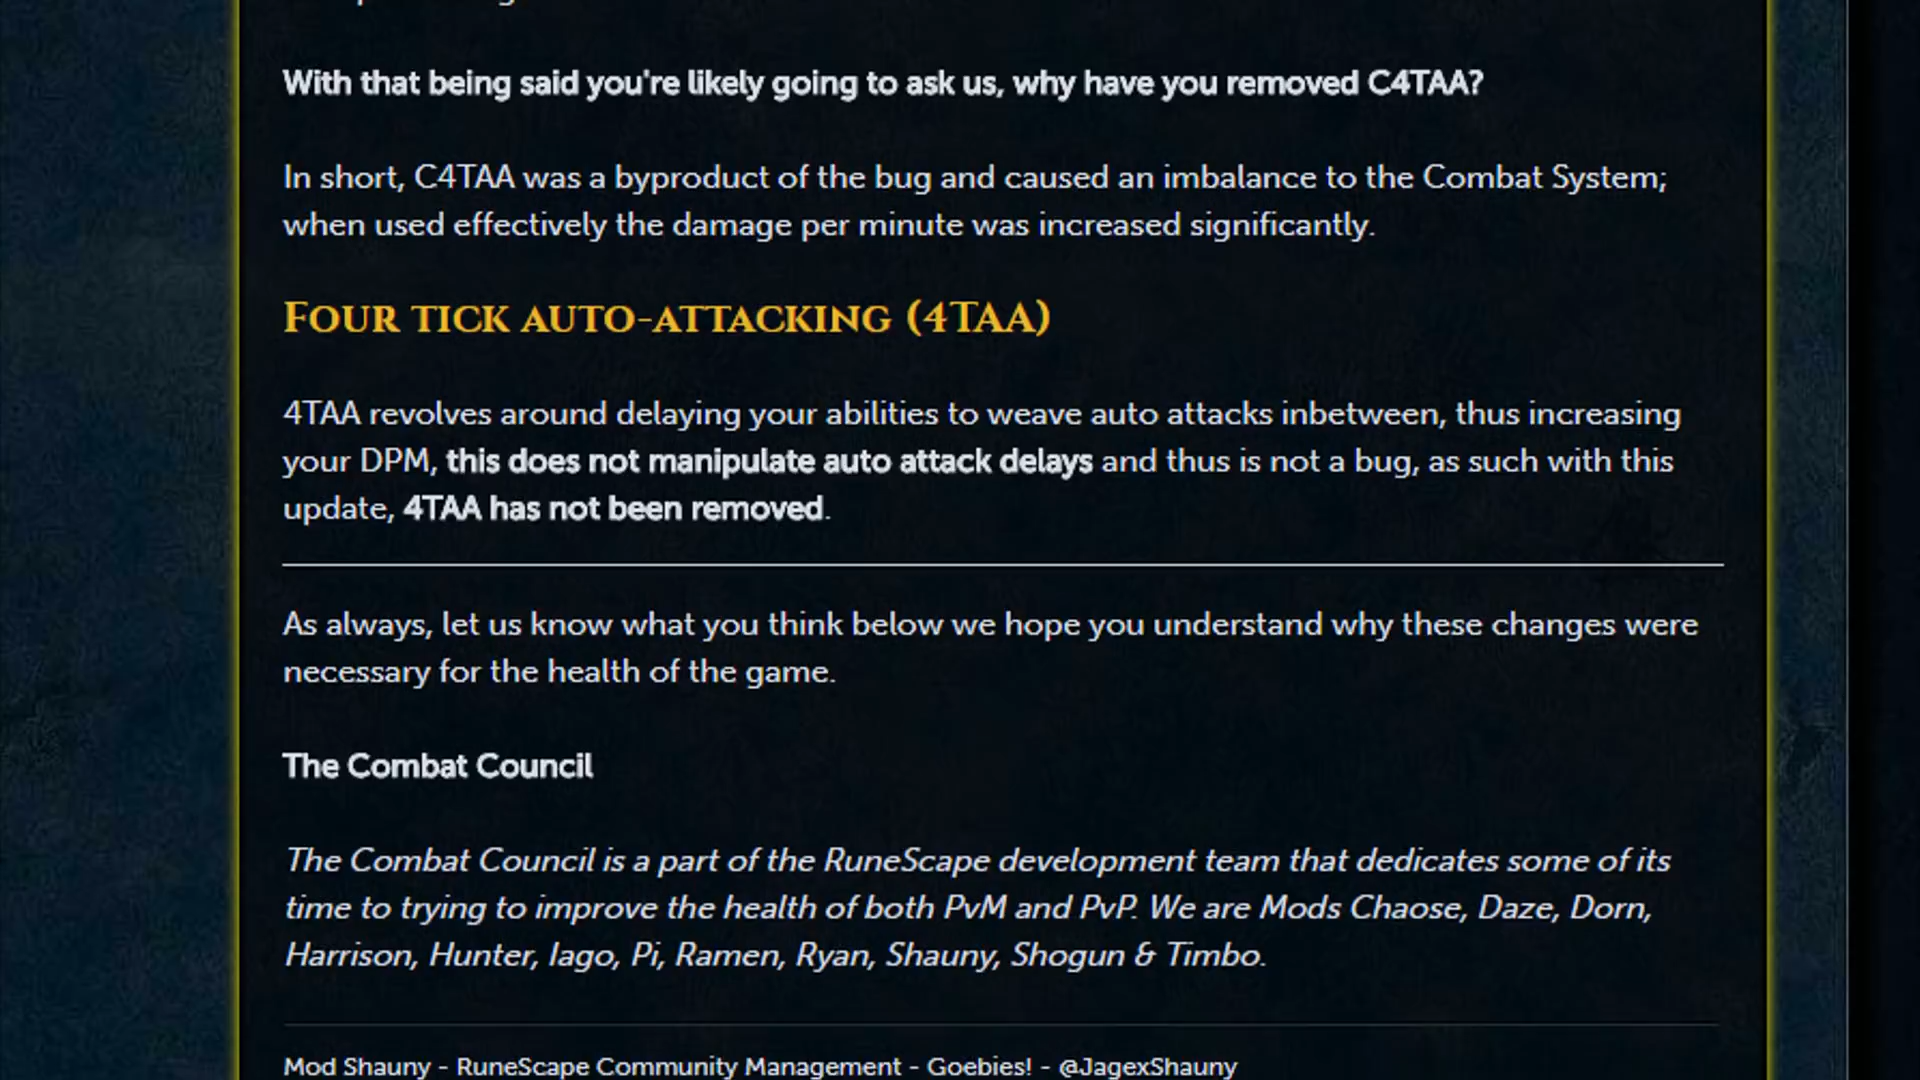 With that being said you're likely going to ask us, why have you removed C4TAA?
In short, C4TAA was a byproduct of the bug and caused an imbalance to the Combat System;
when used effectively the damage per minute was increased significantly.
Four tick auto-attacking (4TAA)
4TAA revolves around delaying your abilities to weave auto attacks inbetween, thus increasing
your DPM, this does not manipulate auto attack delays and thus is not a bug, as such with this
update, 4TAA has not been removed.
As always, let us know what you think below we hope you understand why these changes were
necessary for the health of the game.
The Combat Council
The Combat Council is a part of the RuneScape development team that dedicates some of its
time to trying to improve the health of both PvM and PvP. We are Mods Chaose, Daze, Dorn,
Harrison, Hunter, Iago, Pi, Ramen, Ryan, Shauny, Shogun & Timbo.
Mod Shauny - RuneScape Community Management - Goebies! - @JagexShauny